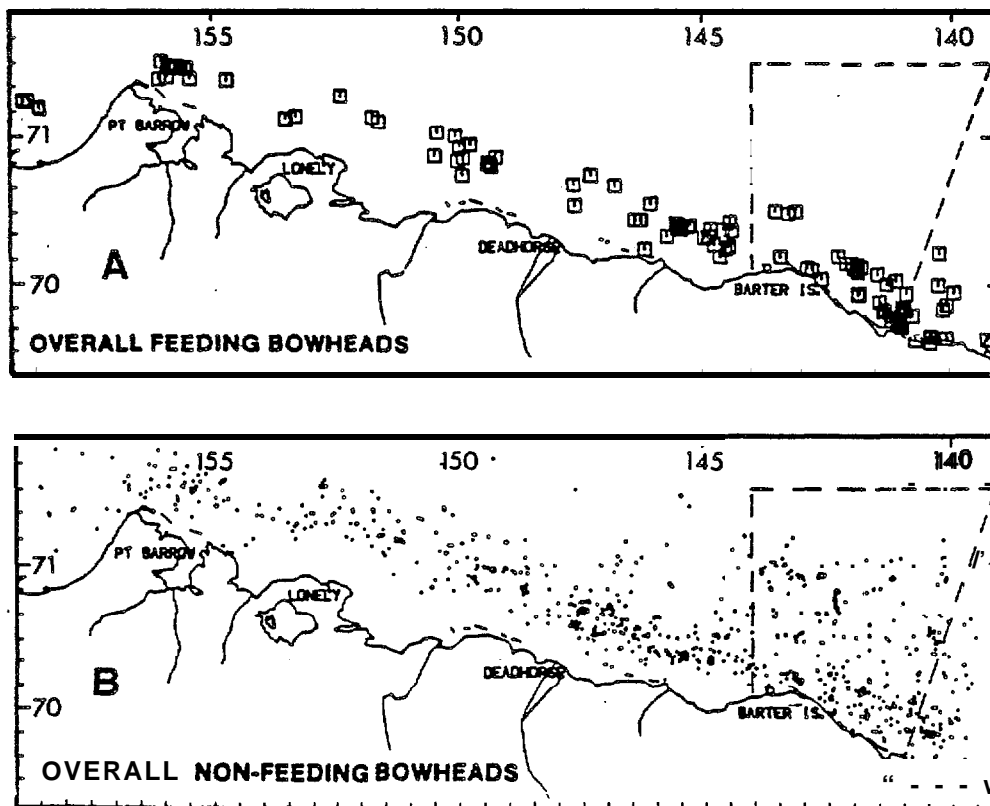 155 150 145 140
71
PT BARROW
LONELY
A
DEADHORSE
70
BARTER IS.
OVERALL FEEDING BOWHEADS
155 150 145 140
71
PT BARROW
LONELY
B
DEADHORSE
70
BARTER IS.
OVERALL NON-FEEDING BOWHEADS